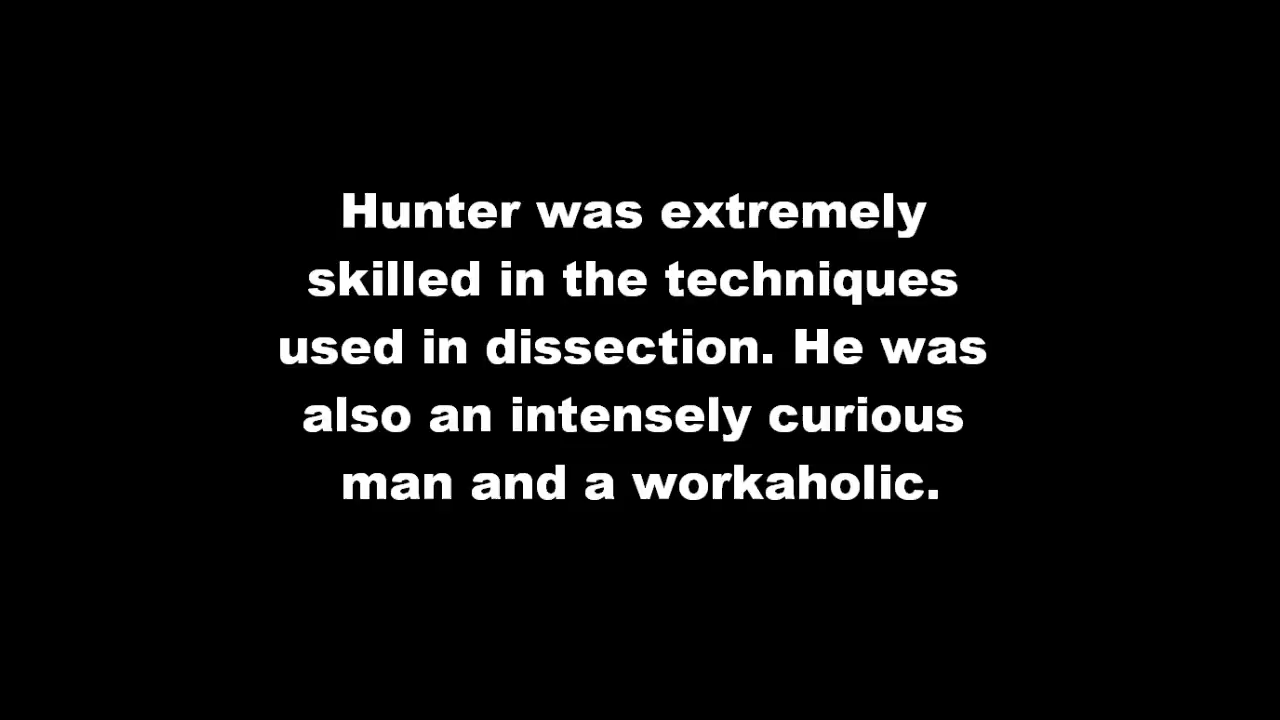 Hunter was extremely
skilled in the techniques
used in dissection. He was
also an intensely curious
man and a workaholic.